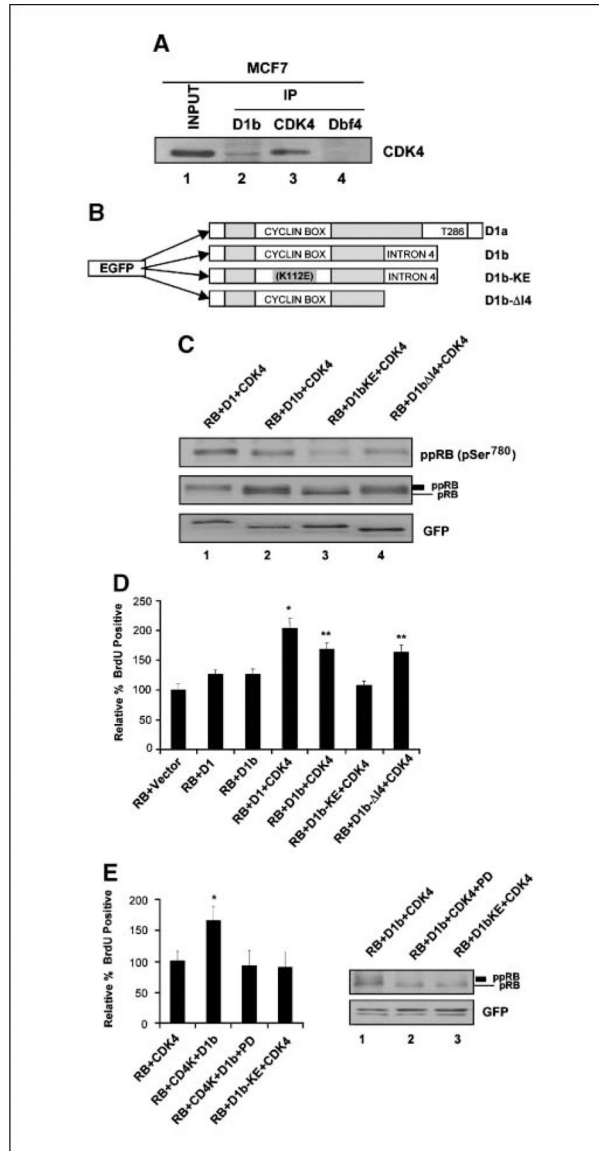 A
MCF7
INPUT
IP
D1b CDK4 Dbf4
CDK4
1 2 3 4
B
EGFP
CYCLIN BOX T286 D1a
CYCLIN BOX INTRON 4 D1b
(K112E) INTRON 4 D1b-KE
CYCLIN BOX D1b-ΔI4
C
RB+D1+CDK4
RB+D1b+CDK4
RB+D1bKE+CDK4
RB+D1bΔI4+CDK4
ppRB (pSer780)
ppRB
pRB
GFP
1 2 3 4
D
Relative % BrdU Positive
250
200
150
100
50
0
* ** **
RB+Vector
RB+D1
RB+D1b
RB+D1+CDK4
RB+D1b+CDK4
RB+D1b-KE+CDK4
RB+D1b-ΔI4+CDK4
E
Relative % BrdU Positive
200
150
100
50
0
*
RB+CDK4
RB+CD4K+D1b
RB+CD4K+D1b+PD
RB+D1b-KE+CDK4
RB+D1b+CDK4
RB+D1b+CDK4+PD
RB+D1bKE+CDK4
ppRB
pRB
GFP
1 2 3